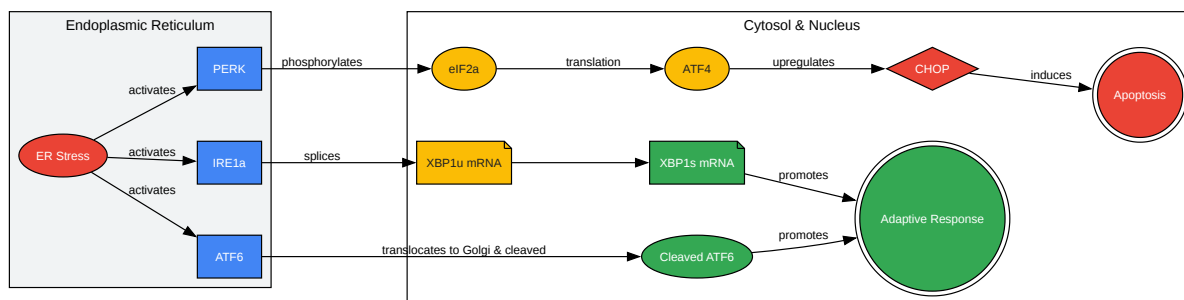 Endoplasmic Reticulum
Cytosol & Nucleus
PERK
phosphorylates
eIF2a
translation
ATF4
upregulates
CHOP
induces
Apoptosis
activates
ER Stress
activates
IRE1a
splices
XBP1u mRNA
XBP1s mRNA
promotes
activates
Adaptive Response
promotes
ATF6
translocates to Golgi & cleaved
Cleaved ATF6